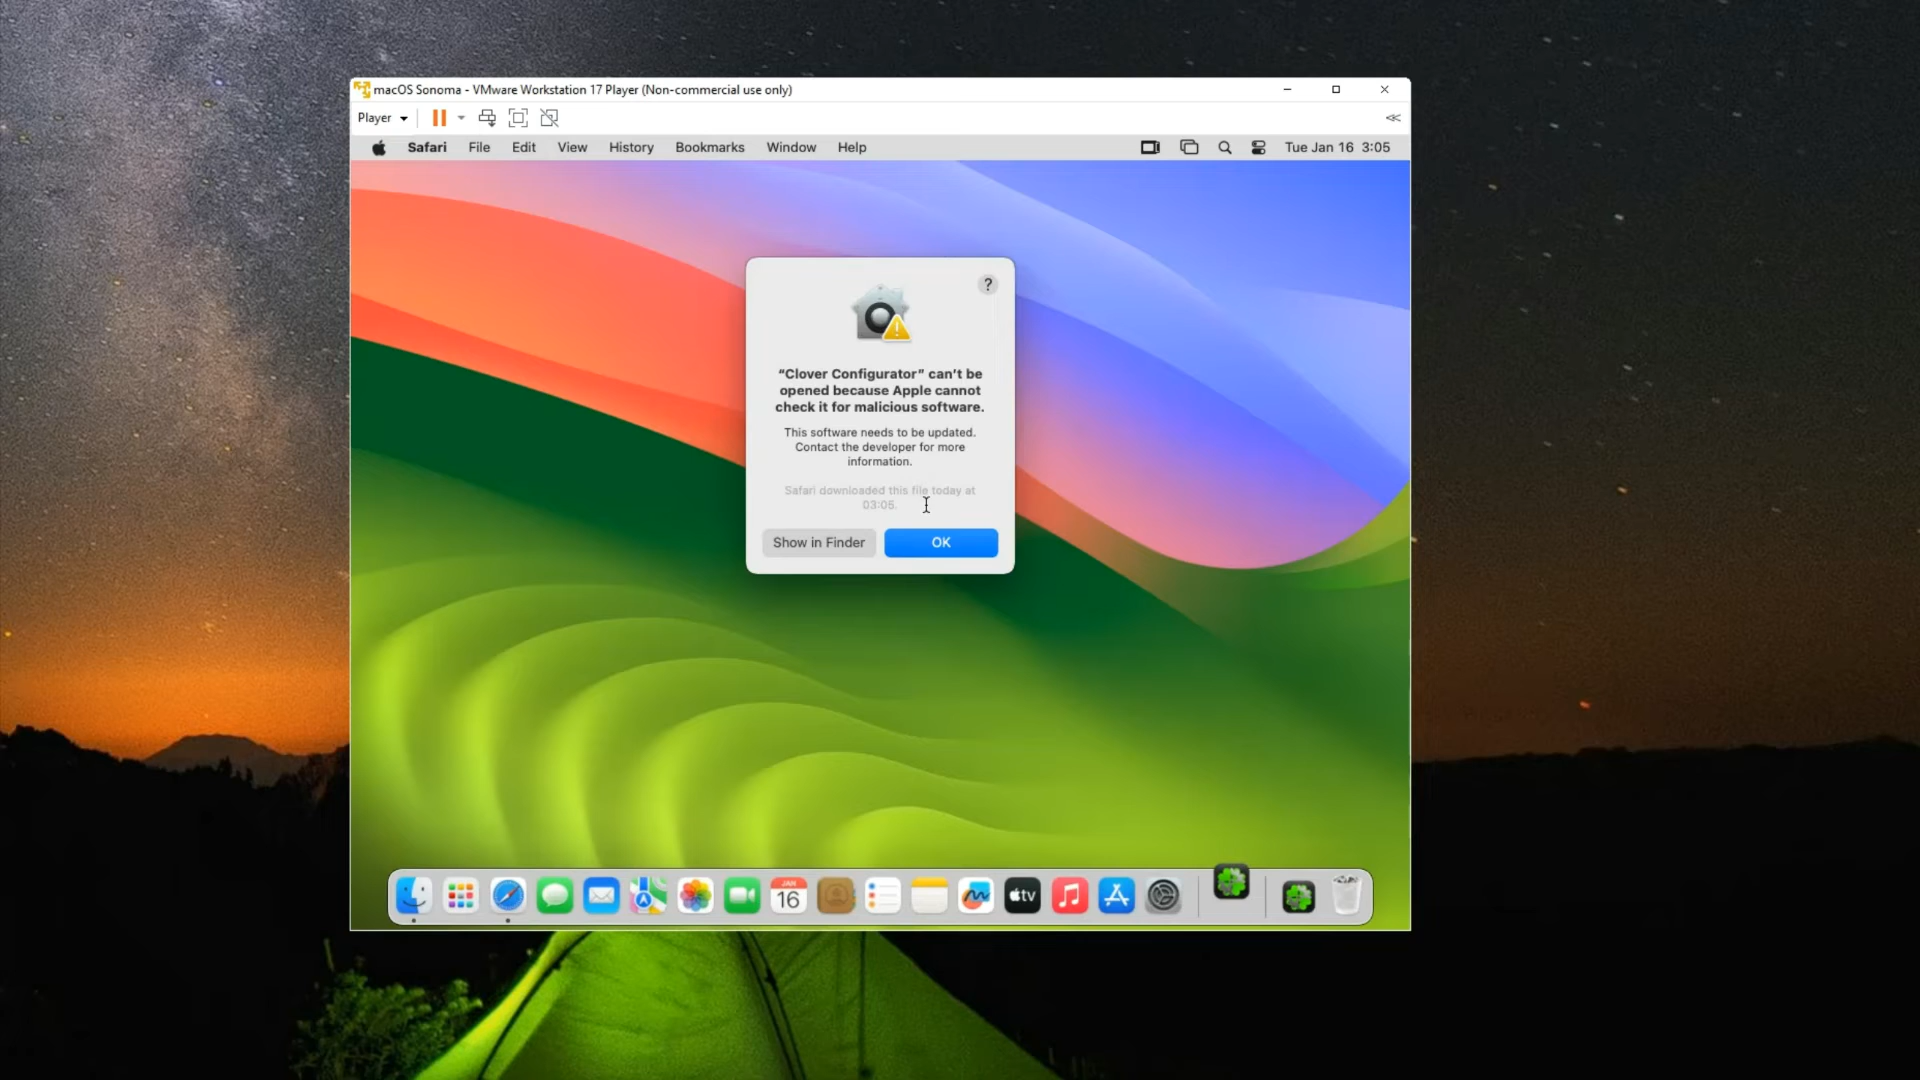 macOS Sonoma - VMware Workstation 17 Player (Non-commercial use only)
Player
Safari File Edit View History Bookmarks Window Help Tue Jan 16 3:05
?
“Clover Configurator” can’t be
opened because Apple cannot
check it for malicious software.
This software needs to be updated.
Contact the developer for more
information.
Safari downloaded this file today at
03:05.
Show in Finder OK
JAN
16
tv